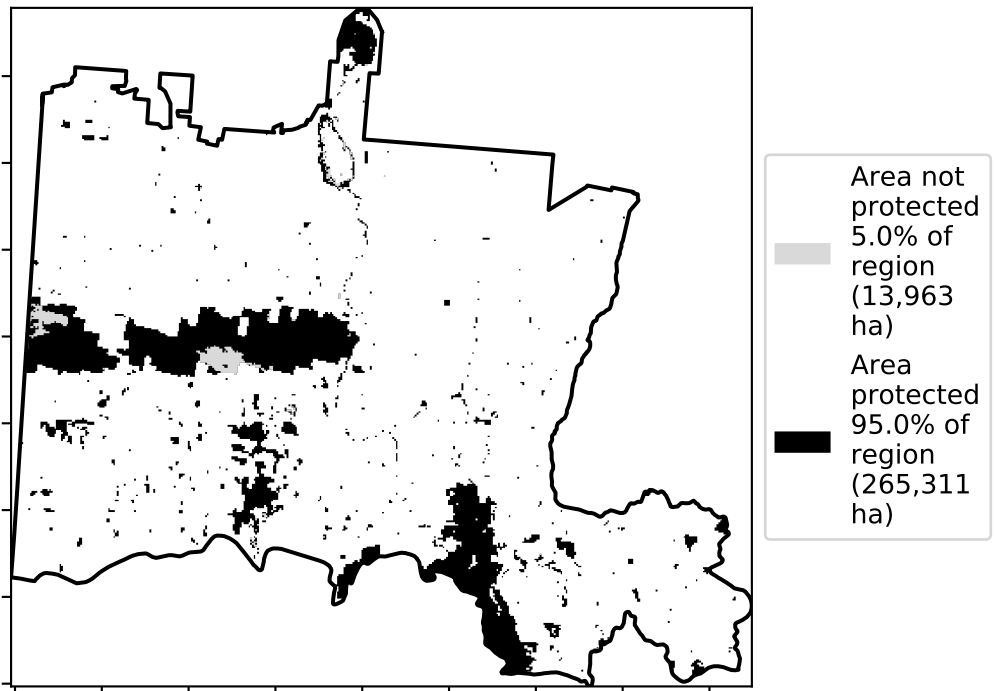 Area not
protected
5.0% of
region
(13,963
ha)
Area
protected
95.0% of
region
(265,311
ha)